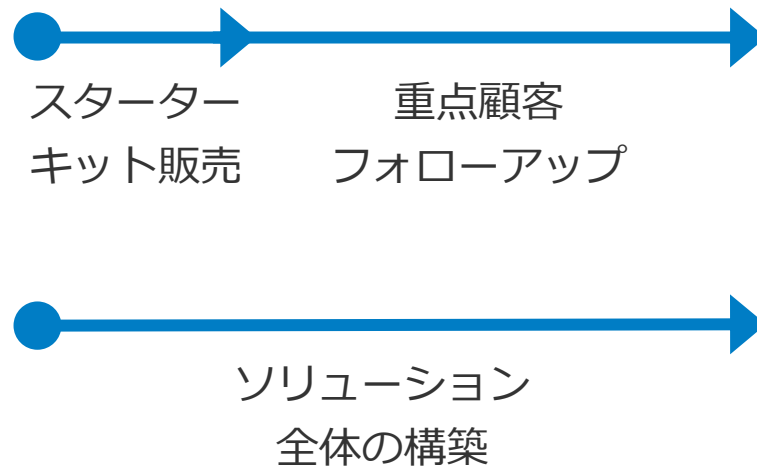 スターター
キット販売
重点顧客
フォローアップ
ソリューション
全体の構築